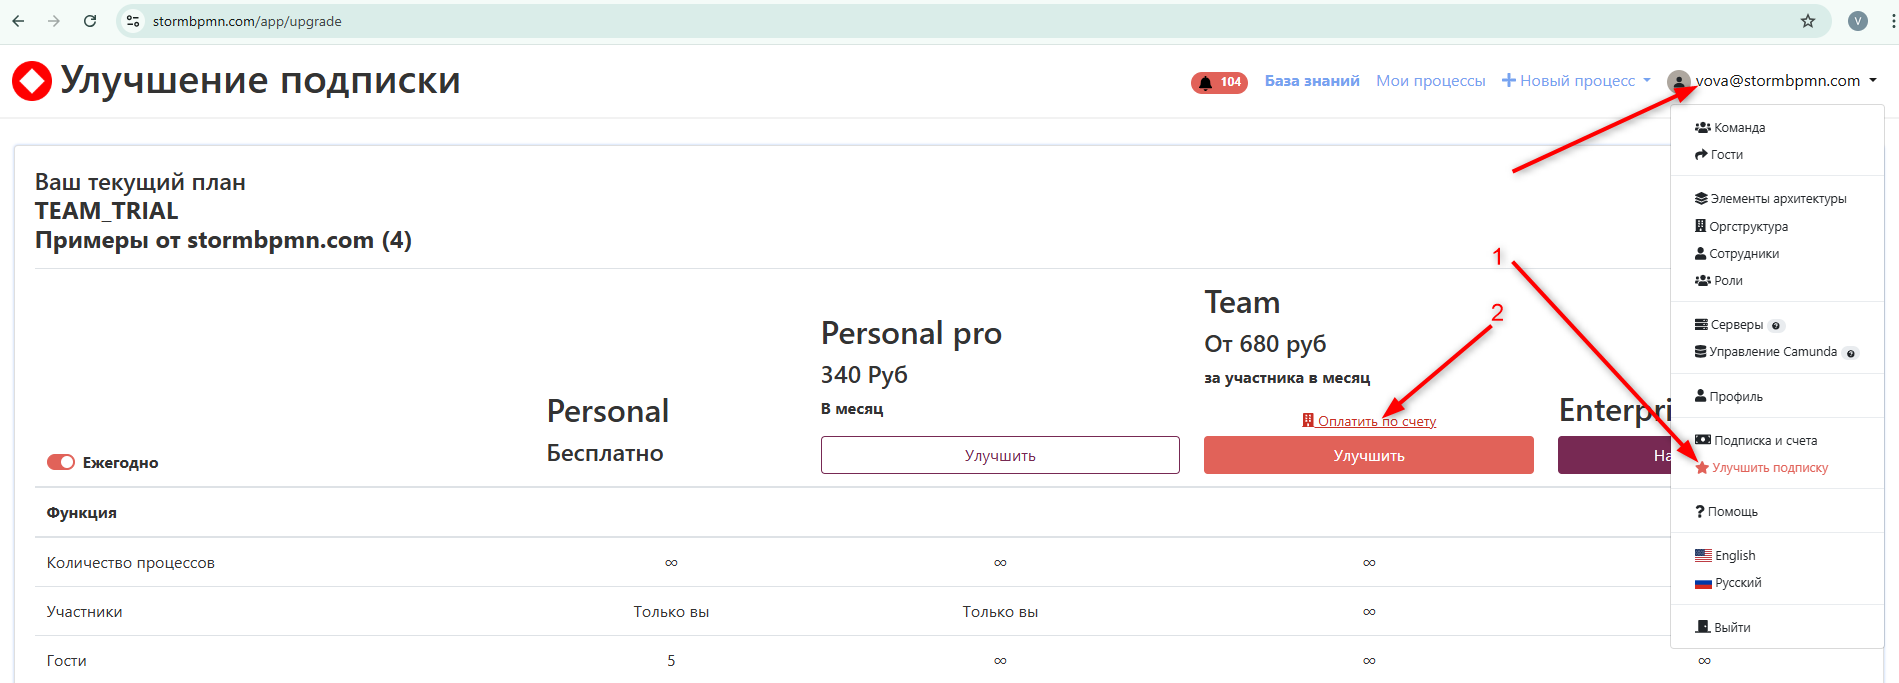 stormbpmn.com/app/upgrade
V
Улучшение подписки
104
База знаний
Мои процессы
Новый процесс
vova@stormbpmn.com
Команда
Гости
Элементы архитектуры
Оргструктура
Сотрудники
Роли
Серверы ?
Управление Camunda ?
Профиль
Подписка и счета
Улучшить подписку
? Помощь
English
Русский
Выйти
Ваш текущий план
TEAM_TRIAL
Примеры от stormbpmn.com (4)
1
2
Ежегодно
Personal
Бесплатно
Personal pro
340 Руб
В месяц
Улучшить
Team
От 680 руб
за участника в месяц
Оплатить по счету
Улучшить
Enterpri
На
Функция
Количество процессов ∞ ∞ ∞
Участники Только вы Только вы ∞
Гости 5 ∞ ∞ ∞